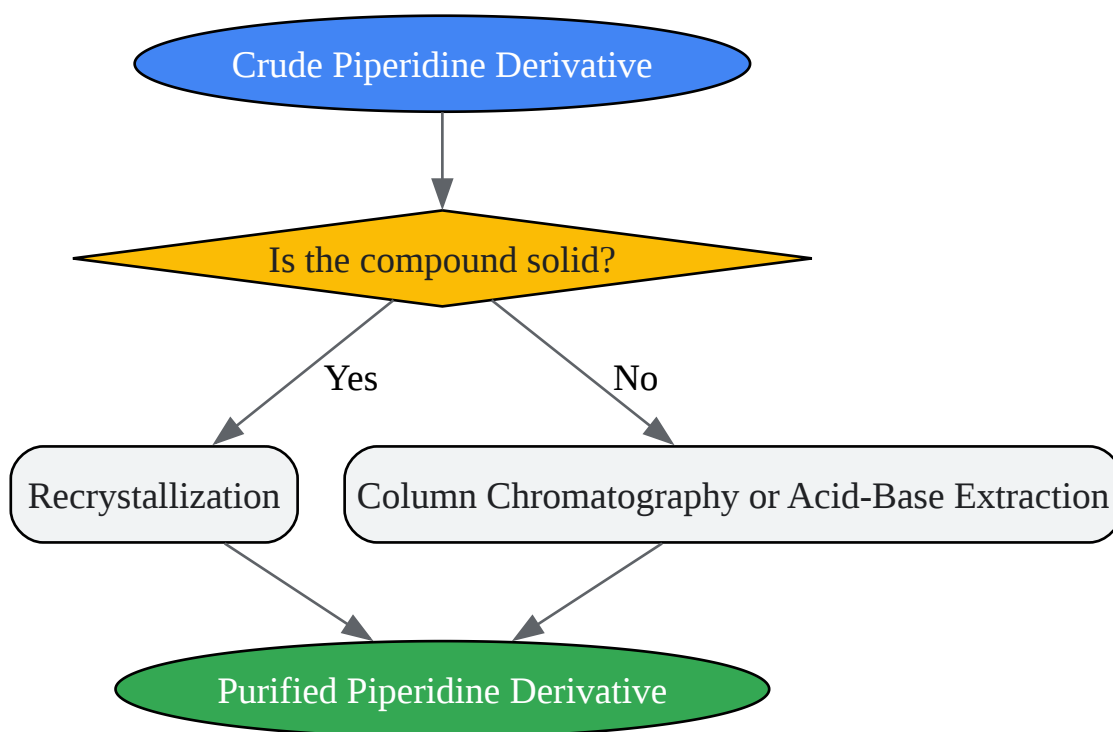 Crude Piperidine Derivative
Is the compound solid?
Yes
No
Recrystallization
Column Chromatography or Acid-Base Extraction
Purified Piperidine Derivative